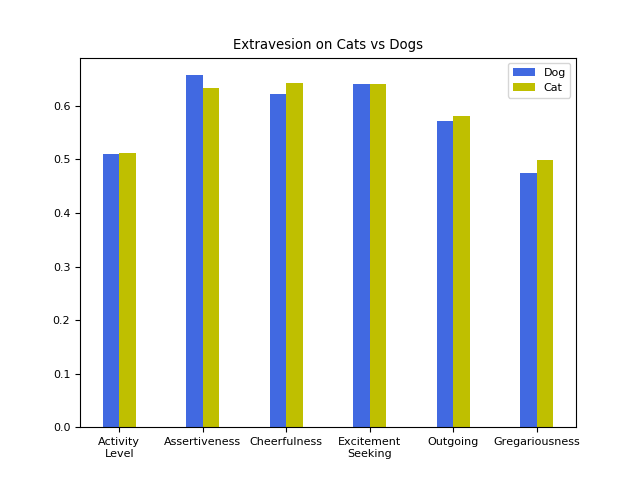 Extravesion on Cats vs Dogs
Dog
Cat
0.6
0.5
0.4
0.3
0.2
0.1
0.0
Activity
Level
Assertiveness
Cheerfulness
Excitement
Seeking
Outgoing
Gregariousness